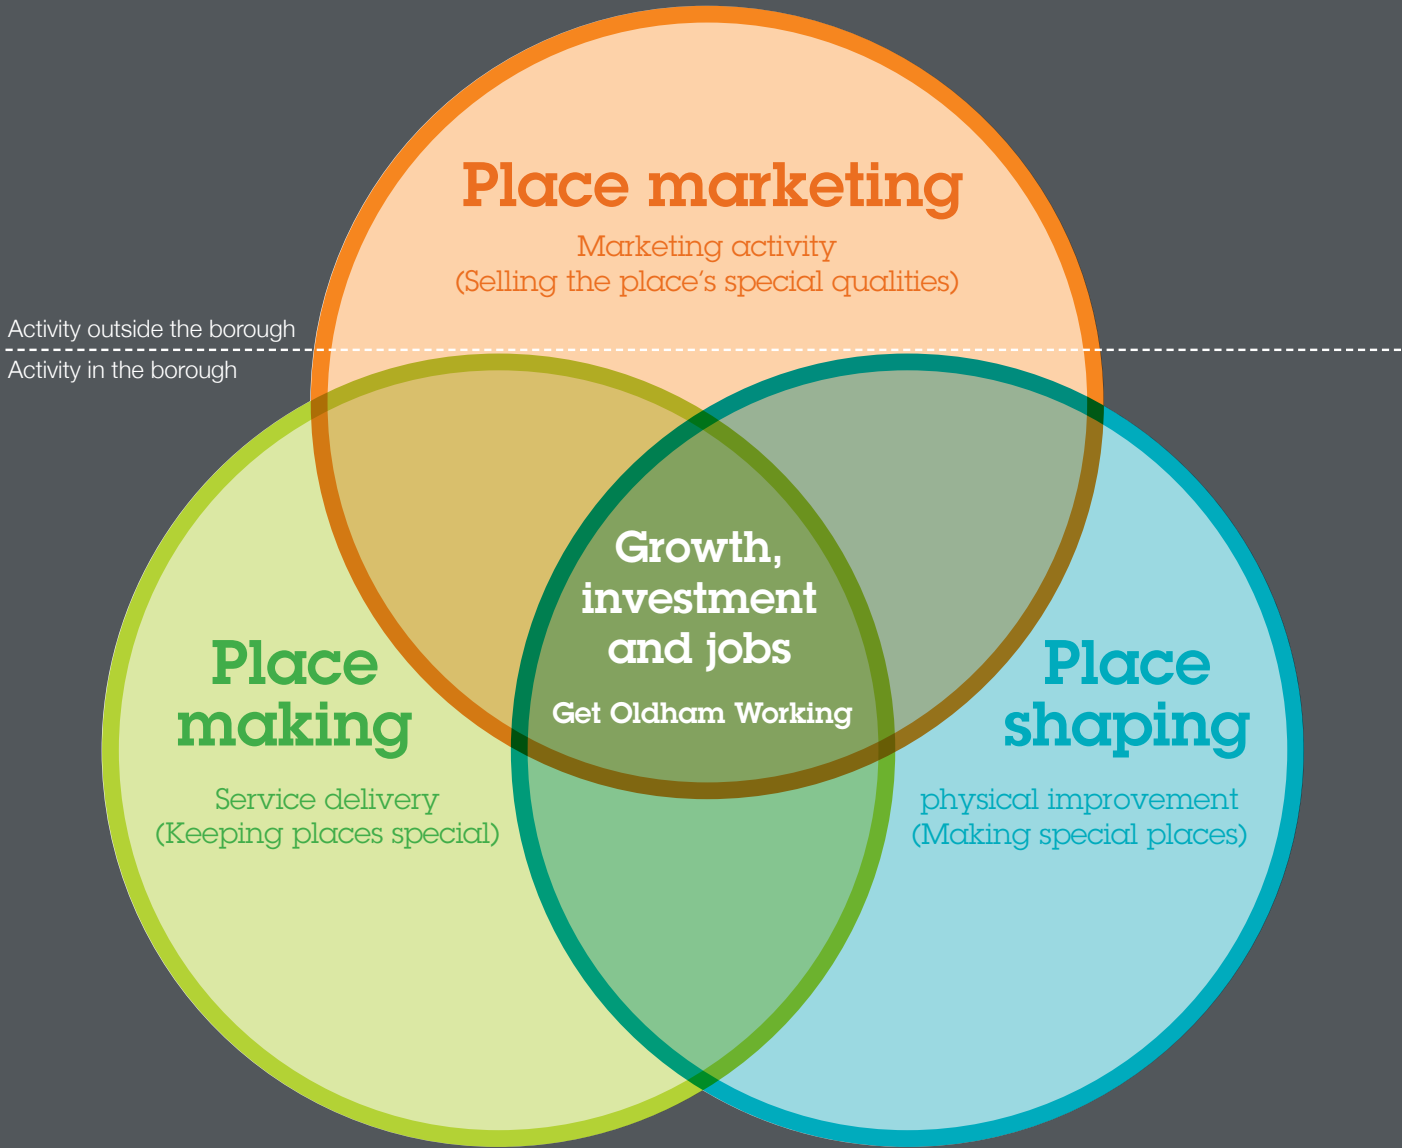 Place marketing
Marketing activity
(Selling the place's special qualities)
Activity outside the borough
Activity in the borough
Growth,
investment
and jobs
Get Oldham Working
Place
making
Service delivery
(Keeping places special)
Place
shaping
physical improvement
(Making special places)